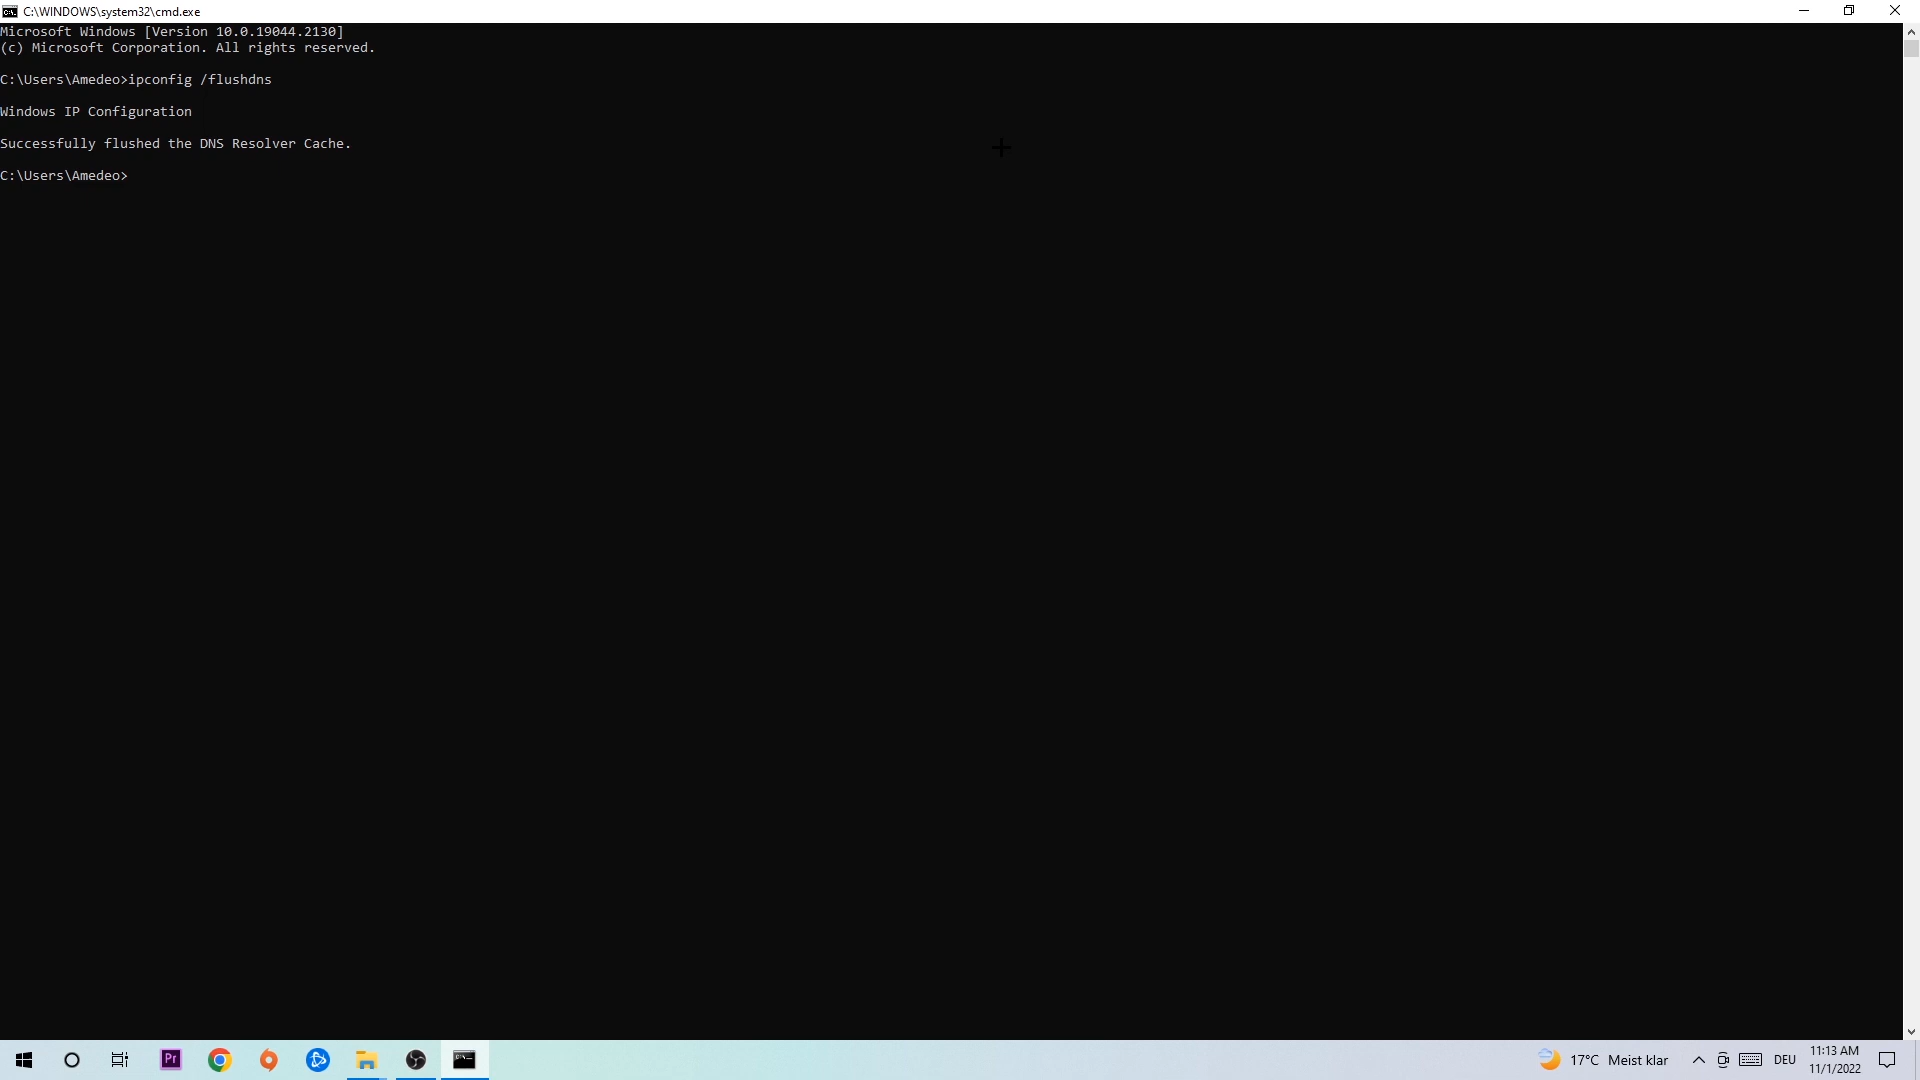 C:\WINDOWS\system32\cmd.exe
Microsoft Windows [Version 10.0.19044.2130]
(c) Microsoft Corporation. All rights reserved.
C:\Users\Amedeo>ipconfig /flushdns
Windows IP Configuration
Successfully flushed the DNS Resolver Cache.
C:\Users\Amedeo>
Pr
17°C Meist klar
DEU
11:13 AM
11/1/2022